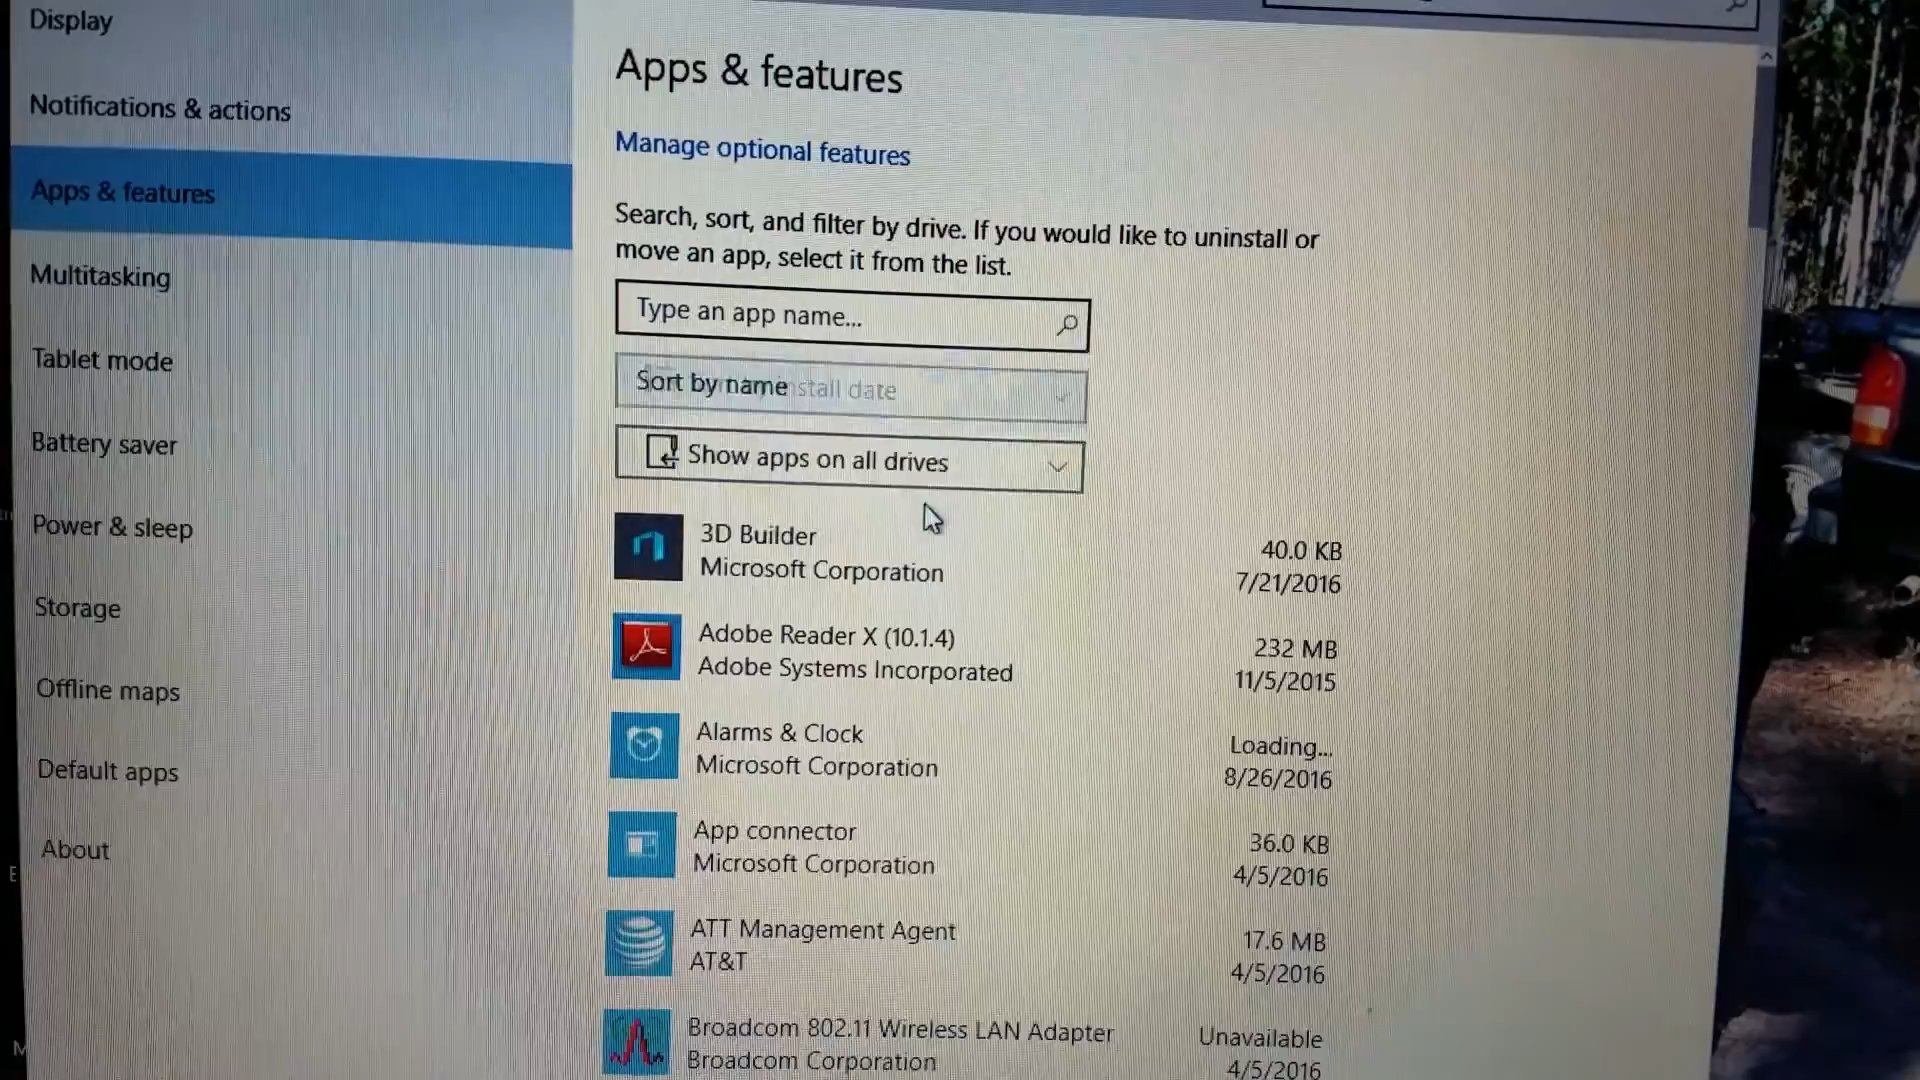 Display
Notifications & actions
Apps & features
Multitasking
Tablet mode
Battery saver
Power & sleep
Storage
Offline maps
Default apps
About
Apps & features
Manage optional features
Search, sort, and filter by drive. If you would like to uninstall or
move an app, select it from the list.
Type an app name...
Sort by name
Show apps on all drives
3D Builder
Microsoft Corporation
40.0 KB
7/21/2016
Adobe Reader X (10.1.4)
Adobe Systems Incorporated
232 MB
11/5/2015
Alarms & Clock
Microsoft Corporation
Loading...
8/26/2016
App connector
Microsoft Corporation
36.0 KB
4/5/2016
ATT Management Agent
AT&T
17.6 MB
4/5/2016
Broadcom 802.11 Wireless LAN Adapter
Broadcom Corporation
Unavailable
4/5/2016